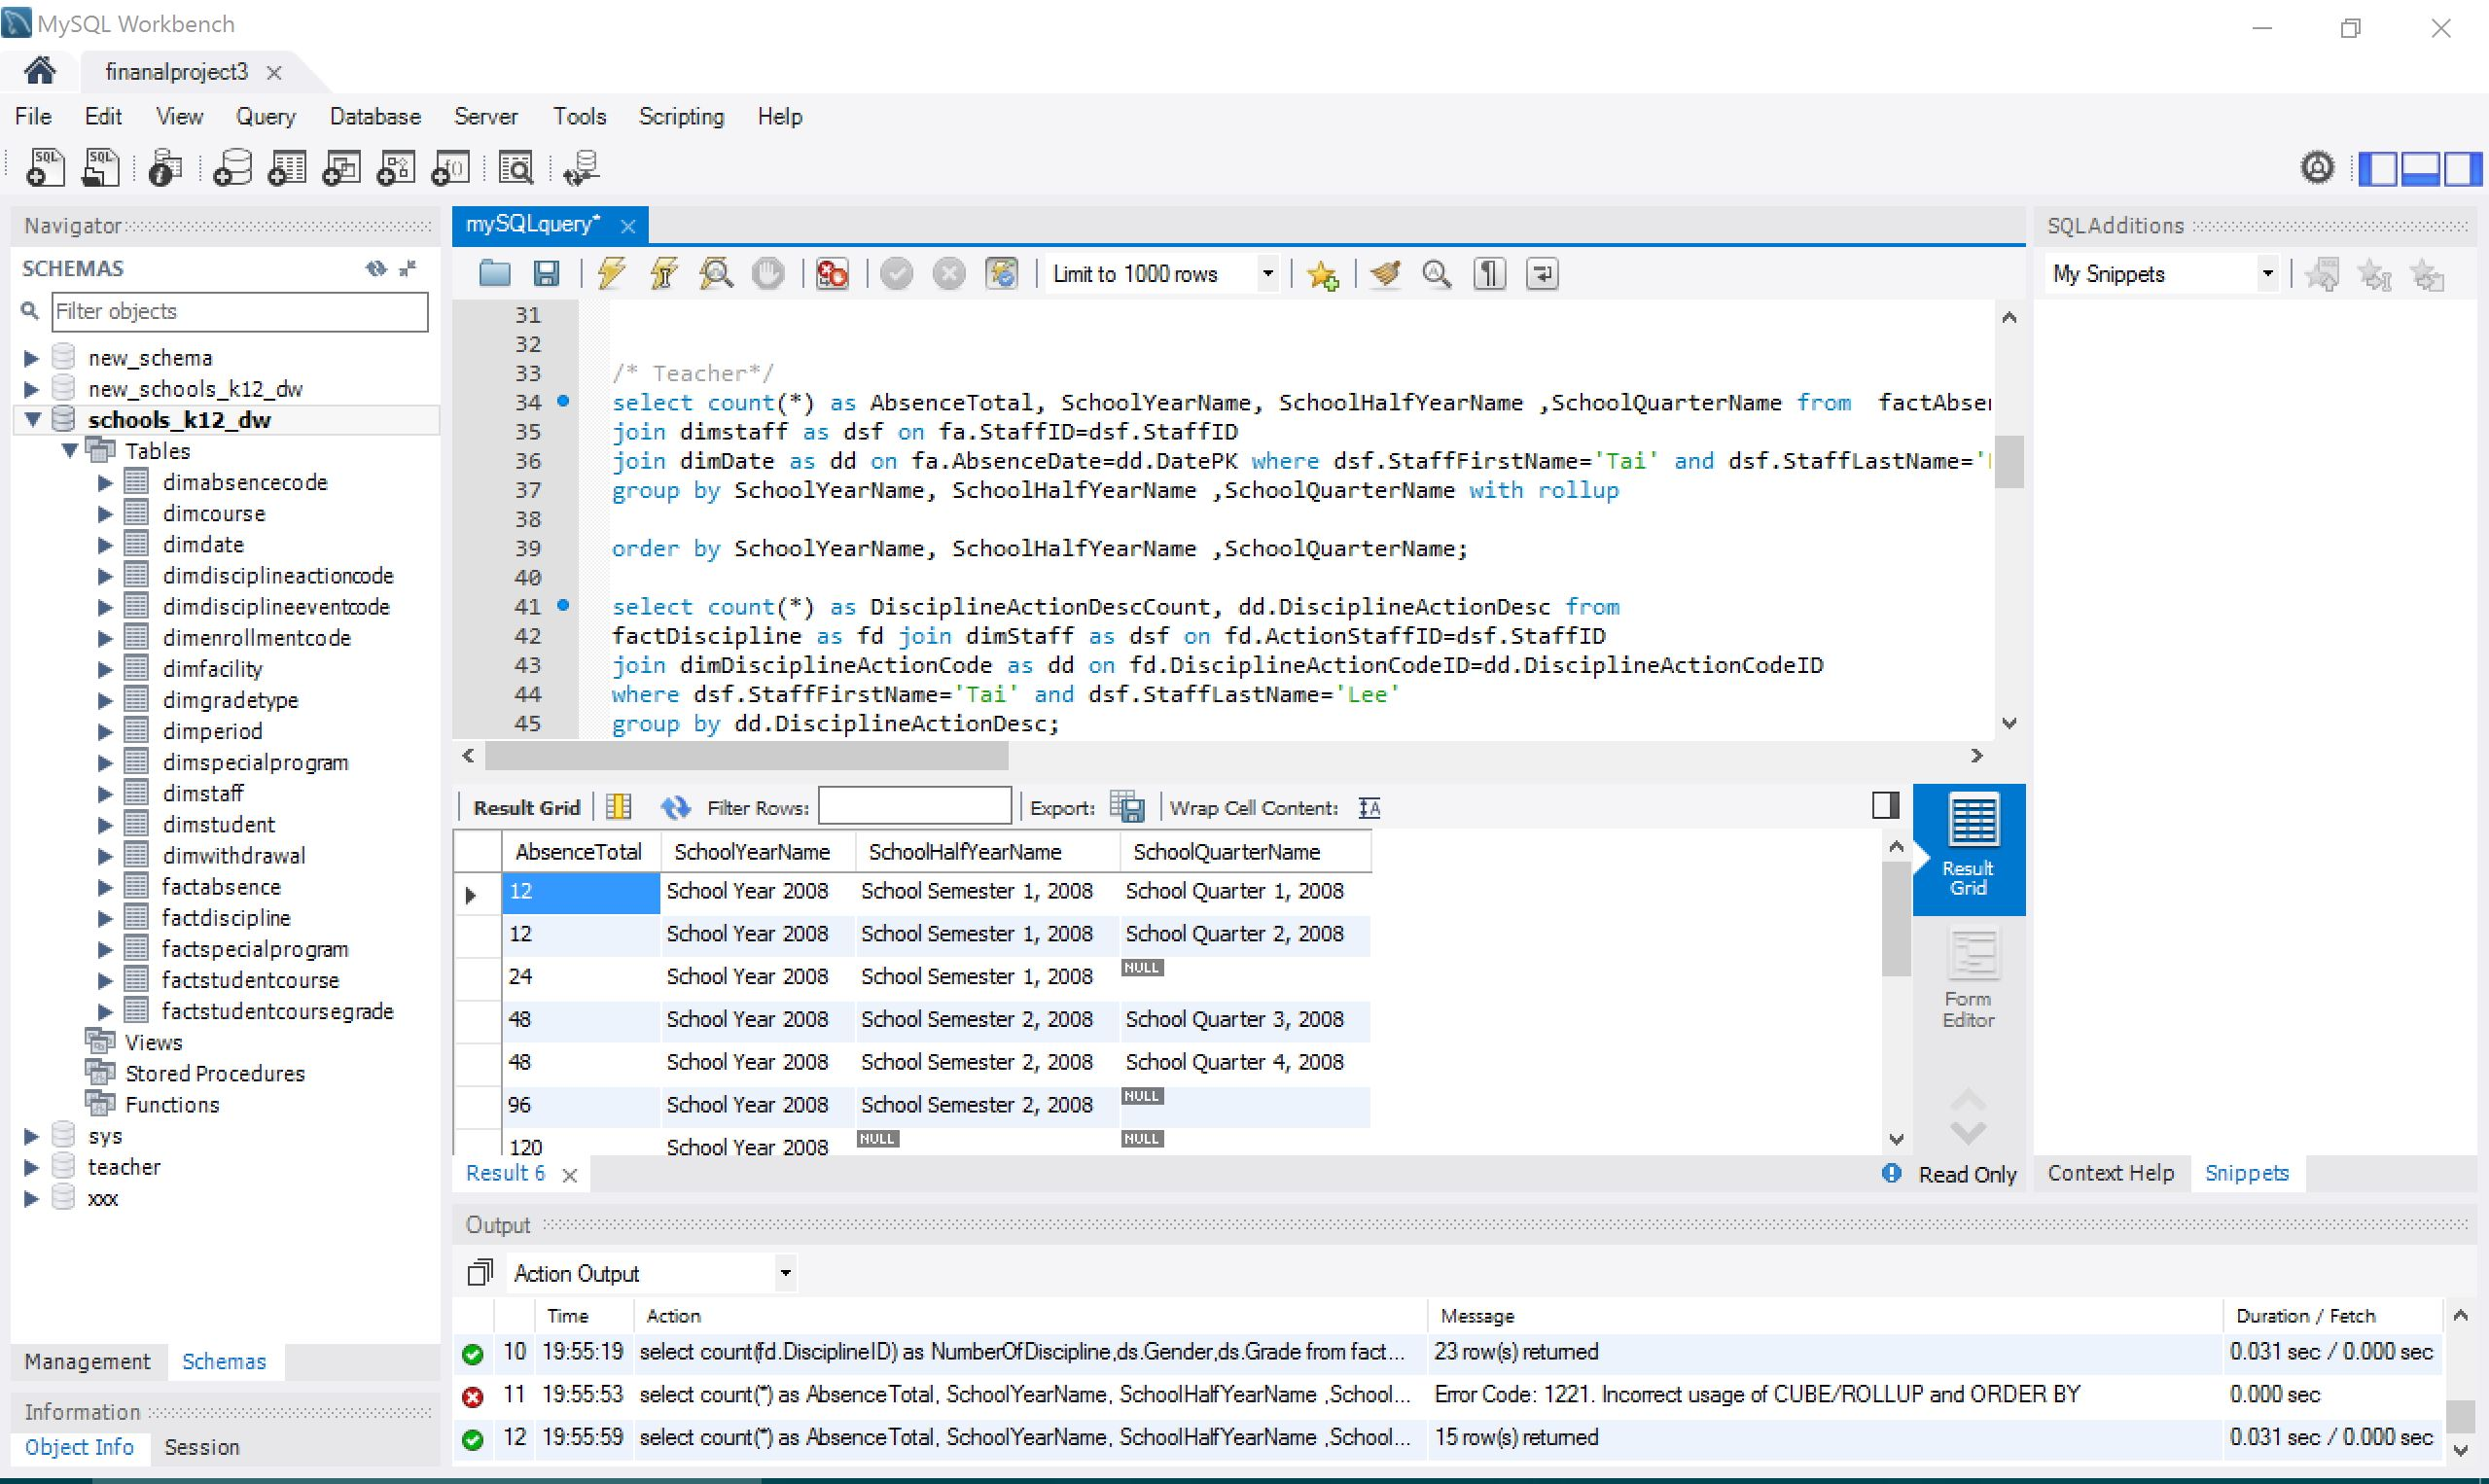 MySQL Workbench
finanalproject3
File Edit View Query Database Server Tools Scripting Help
Navigator
SCHEMAS
Filter objects
new_schema
new_schools_k12_dw
schools_k12_dw
Tables
dimabsencecode
dimcourse
dimdate
dimdisciplineactioncode
dimdisciplineeventcode
dimenrollmentcode
dimfacility
dimgradetype
dimperiod
dimspecialprogram
dimstaff
dimstudent
dimwithdrawal
factabsence
factdiscipline
factspecialprogram
factstudentcourse
factstudentcoursegrade
Views
Stored Procedures
Functions
sys
teacher
xxx
Management Schemas
Information
Object Info Session
mySQLquery*
Limit to 1000 rows
31
32
33 /* Teacher*/
34 select count(*) as AbsenceTotal, SchoolYearName, SchoolHalfYearName ,SchoolQuarterName from factAbse
35 join dimstaff as dsf on fa.StaffID=dsf.StaffID
36 join dimDate as dd on fa.AbsenceDate=dd.DatePK where dsf.StaffFirstName='Tai' and dsf.StaffLastName='
37 group by SchoolYearName, SchoolHalfYearName ,SchoolQuarterName with rollup
38
39 order by SchoolYearName, SchoolHalfYearName ,SchoolQuarterName;
40
41 select count(*) as DisciplineActionDescCount, dd.DisciplineActionDesc from
42 factDiscipline as fd join dimStaff as dsf on fd.ActionStaffID=dsf.StaffID
43 join dimDisciplineActionCode as dd on fd.DisciplineActionCodeID=dd.DisciplineActionCodeID
44 where dsf.StaffFirstName='Tai' and dsf.StaffLastName='Lee'
45 group by dd.DisciplineActionDesc;
Result Grid Filter Rows: Export: Wrap Cell Content:
AbsenceTotal SchoolYearName SchoolHalfYearName SchoolQuarterName
12 School Year 2008 School Semester 1, 2008 School Quarter 1, 2008
12 School Year 2008 School Semester 1, 2008 School Quarter 2, 2008
24 School Year 2008 School Semester 1, 2008 NULL
48 School Year 2008 School Semester 2, 2008 School Quarter 3, 2008
48 School Year 2008 School Semester 2, 2008 School Quarter 4, 2008
96 School Year 2008 School Semester 2, 2008 NULL
120 School Year 2008 NULL NULL
Result Grid
Form Editor
Result 6
Read Only
SQLAdditions
My Snippets
Context Help Snippets
Output
Action Output
Time Action Message Duration / Fetch
10 19:55:19 select count(fd.DisciplineID) as NumberOfDiscipline,ds.Gender,ds.Grade from fact... 23 row(s) returned 0.031 sec / 0.000 sec
11 19:55:53 select count(*) as AbsenceTotal, SchoolYearName, SchoolHalfYearName ,School... Error Code: 1221. Incorrect usage of CUBE/ROLLUP and ORDER BY 0.000 sec
12 19:55:59 select count(*) as AbsenceTotal, SchoolYearName, SchoolHalfYearName ,School... 15 row(s) returned 0.031 sec / 0.000 sec